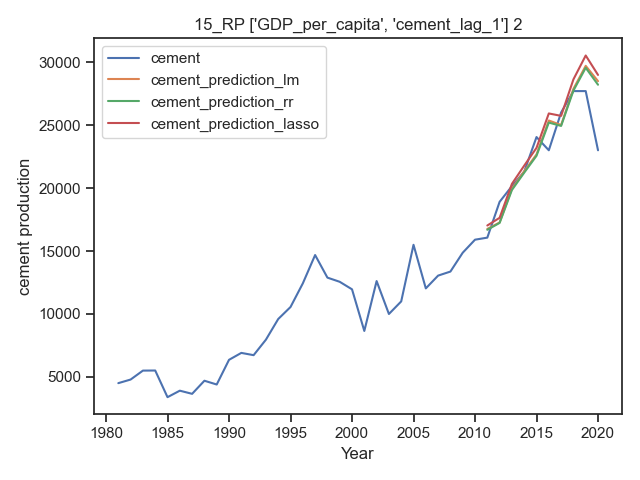 15_RP ['GDP_per_capita', 'cement_lag_1'] 2
cement
cement_prediction_lm
cement_prediction_rr
cement_prediction_lasso
30000
25000
20000
15000
10000
5000
cement production
1980 1985 1990 1995 2000 2005 2010 2015 2020
Year